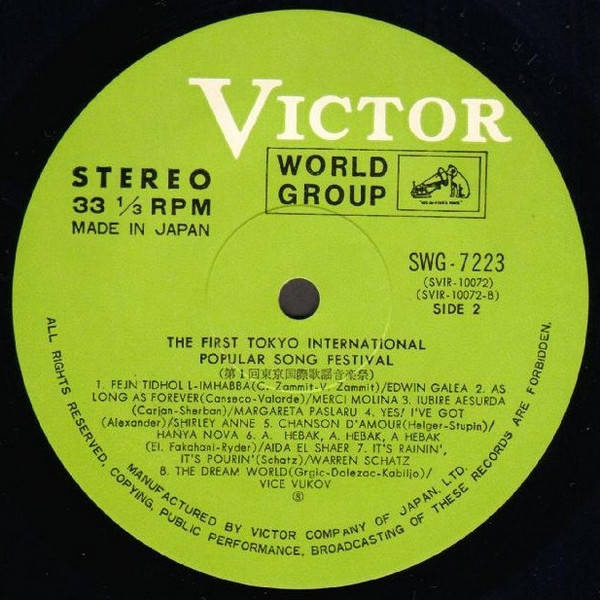 VICTOR
WORLD
GROUP
"HIS MASTER'S VOICE"
STEREO
33 1/3 RPM
MADE IN JAPAN
SWG-7223
(SVIR-10072)
(SVIR-10072-B)
SIDE 2
THE FIRST TOKYO INTERNATIONAL
POPULAR SONG FESTIVAL
(第1回東京国際歌謡音楽祭)
1. FEJN TIDHOL L-IMHABBA(C. Zammit-V. Zammit)/EDWIN GALEA 2. AS
LONG AS FOREVER(Canseco-Valorde)/MERCI MOLINA 3. IUBIRE AESURDA
(Carjan-Sherban)/MARGARETA PASLARU 4. YES! I'VE GOT
(Alexander)/SHIRLEY ANNE 5. CHANSON D'AMOUR(Helger-Stupin)/
HANYA NOVA 6. A. HEBAK, A. HEBAK, A HEBAK
(El. Fakahani-Ryder)/AIDA EL SHAER 7. IT'S RAININ',
IT'S POURIN'(Schatz)/WARREN SCHATZ
8. THE DREAM WORLD(Grgic-Dolezac-Kabiljo)/
VICE VUKOV
Ⓢ
ALL RIGHTS RESERVED. COPYING, PUBLIC PERFORMANCE, BROADCASTING OF THESE RECORDS ARE FORBIDDEN.
MANUFACTURED BY VICTOR COMPANY OF JAPAN, LTD.